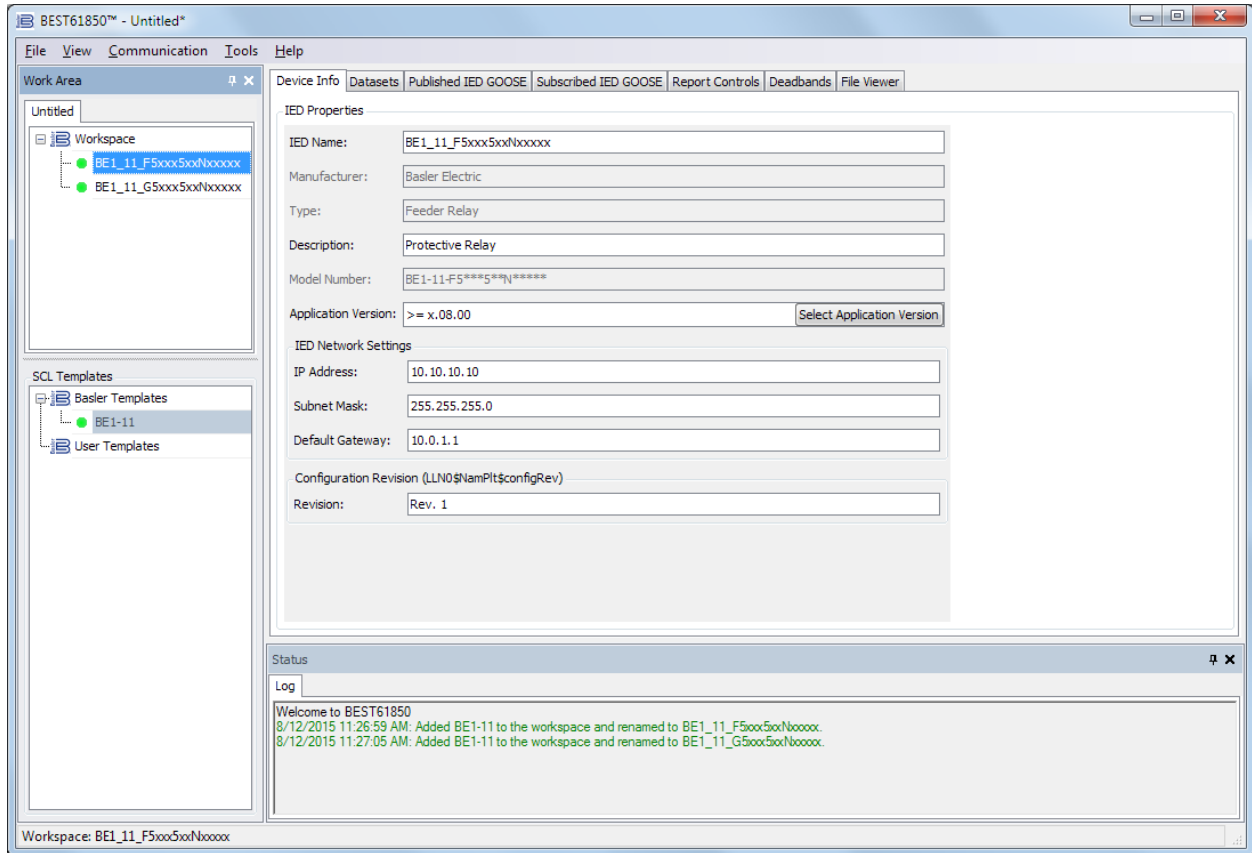 BEST61850™ - Untitled*
File View Communication Tools Help
Work Area
Untitled
Workspace
BE1_11_F5xxx5xxNxxxxx
BE1_11_G5xxx5xxNxxxxx
SCL Templates
Basler Templates
BE1-11
User Templates
Device Info Datasets Published IED GOOSE Subscribed IED GOOSE Report Controls Deadbands File Viewer
IED Properties
IED Name: BE1_11_F5xxx5xxNxxxxx
Manufacturer: Basler Electric
Type: Feeder Relay
Description: Protective Relay
Model Number: BE1-11-F5***5**N*****
Application Version: >= x.08.00 Select Application Version
IED Network Settings
IP Address: 10.10.10.10
Subnet Mask: 255.255.255.0
Default Gateway: 10.0.1.1
Configuration Revision (LLN0$NamPlt$configRev)
Revision: Rev. 1
Status
Log
Welcome to BEST61850
8/12/2015 11:26:59 AM: Added BE1-11 to the workspace and renamed to BE1_11_F5xxx5xxNxxxxx.
8/12/2015 11:27:05 AM: Added BE1-11 to the workspace and renamed to BE1_11_G5xxx5xxNxxxxx.
Workspace: BE1_11_F5xxx5xxNxxxxx